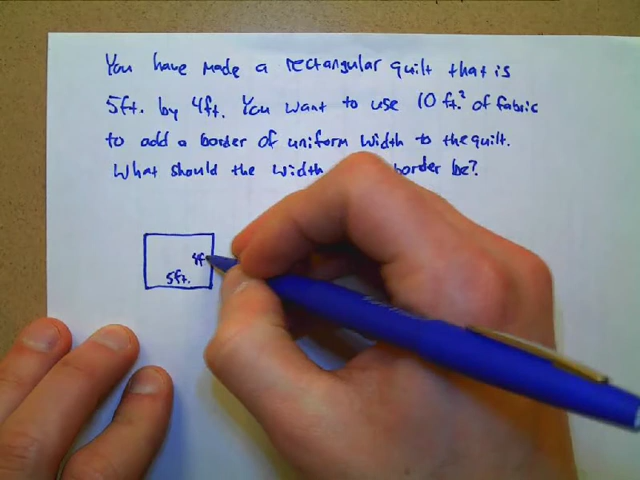 You have made a rectangular quilt that is
5ft. by 4ft. You want to use 10 ft.² of fabric
to add a border of uniform width to the quilt.
What should the width border be?
4f
5ft.